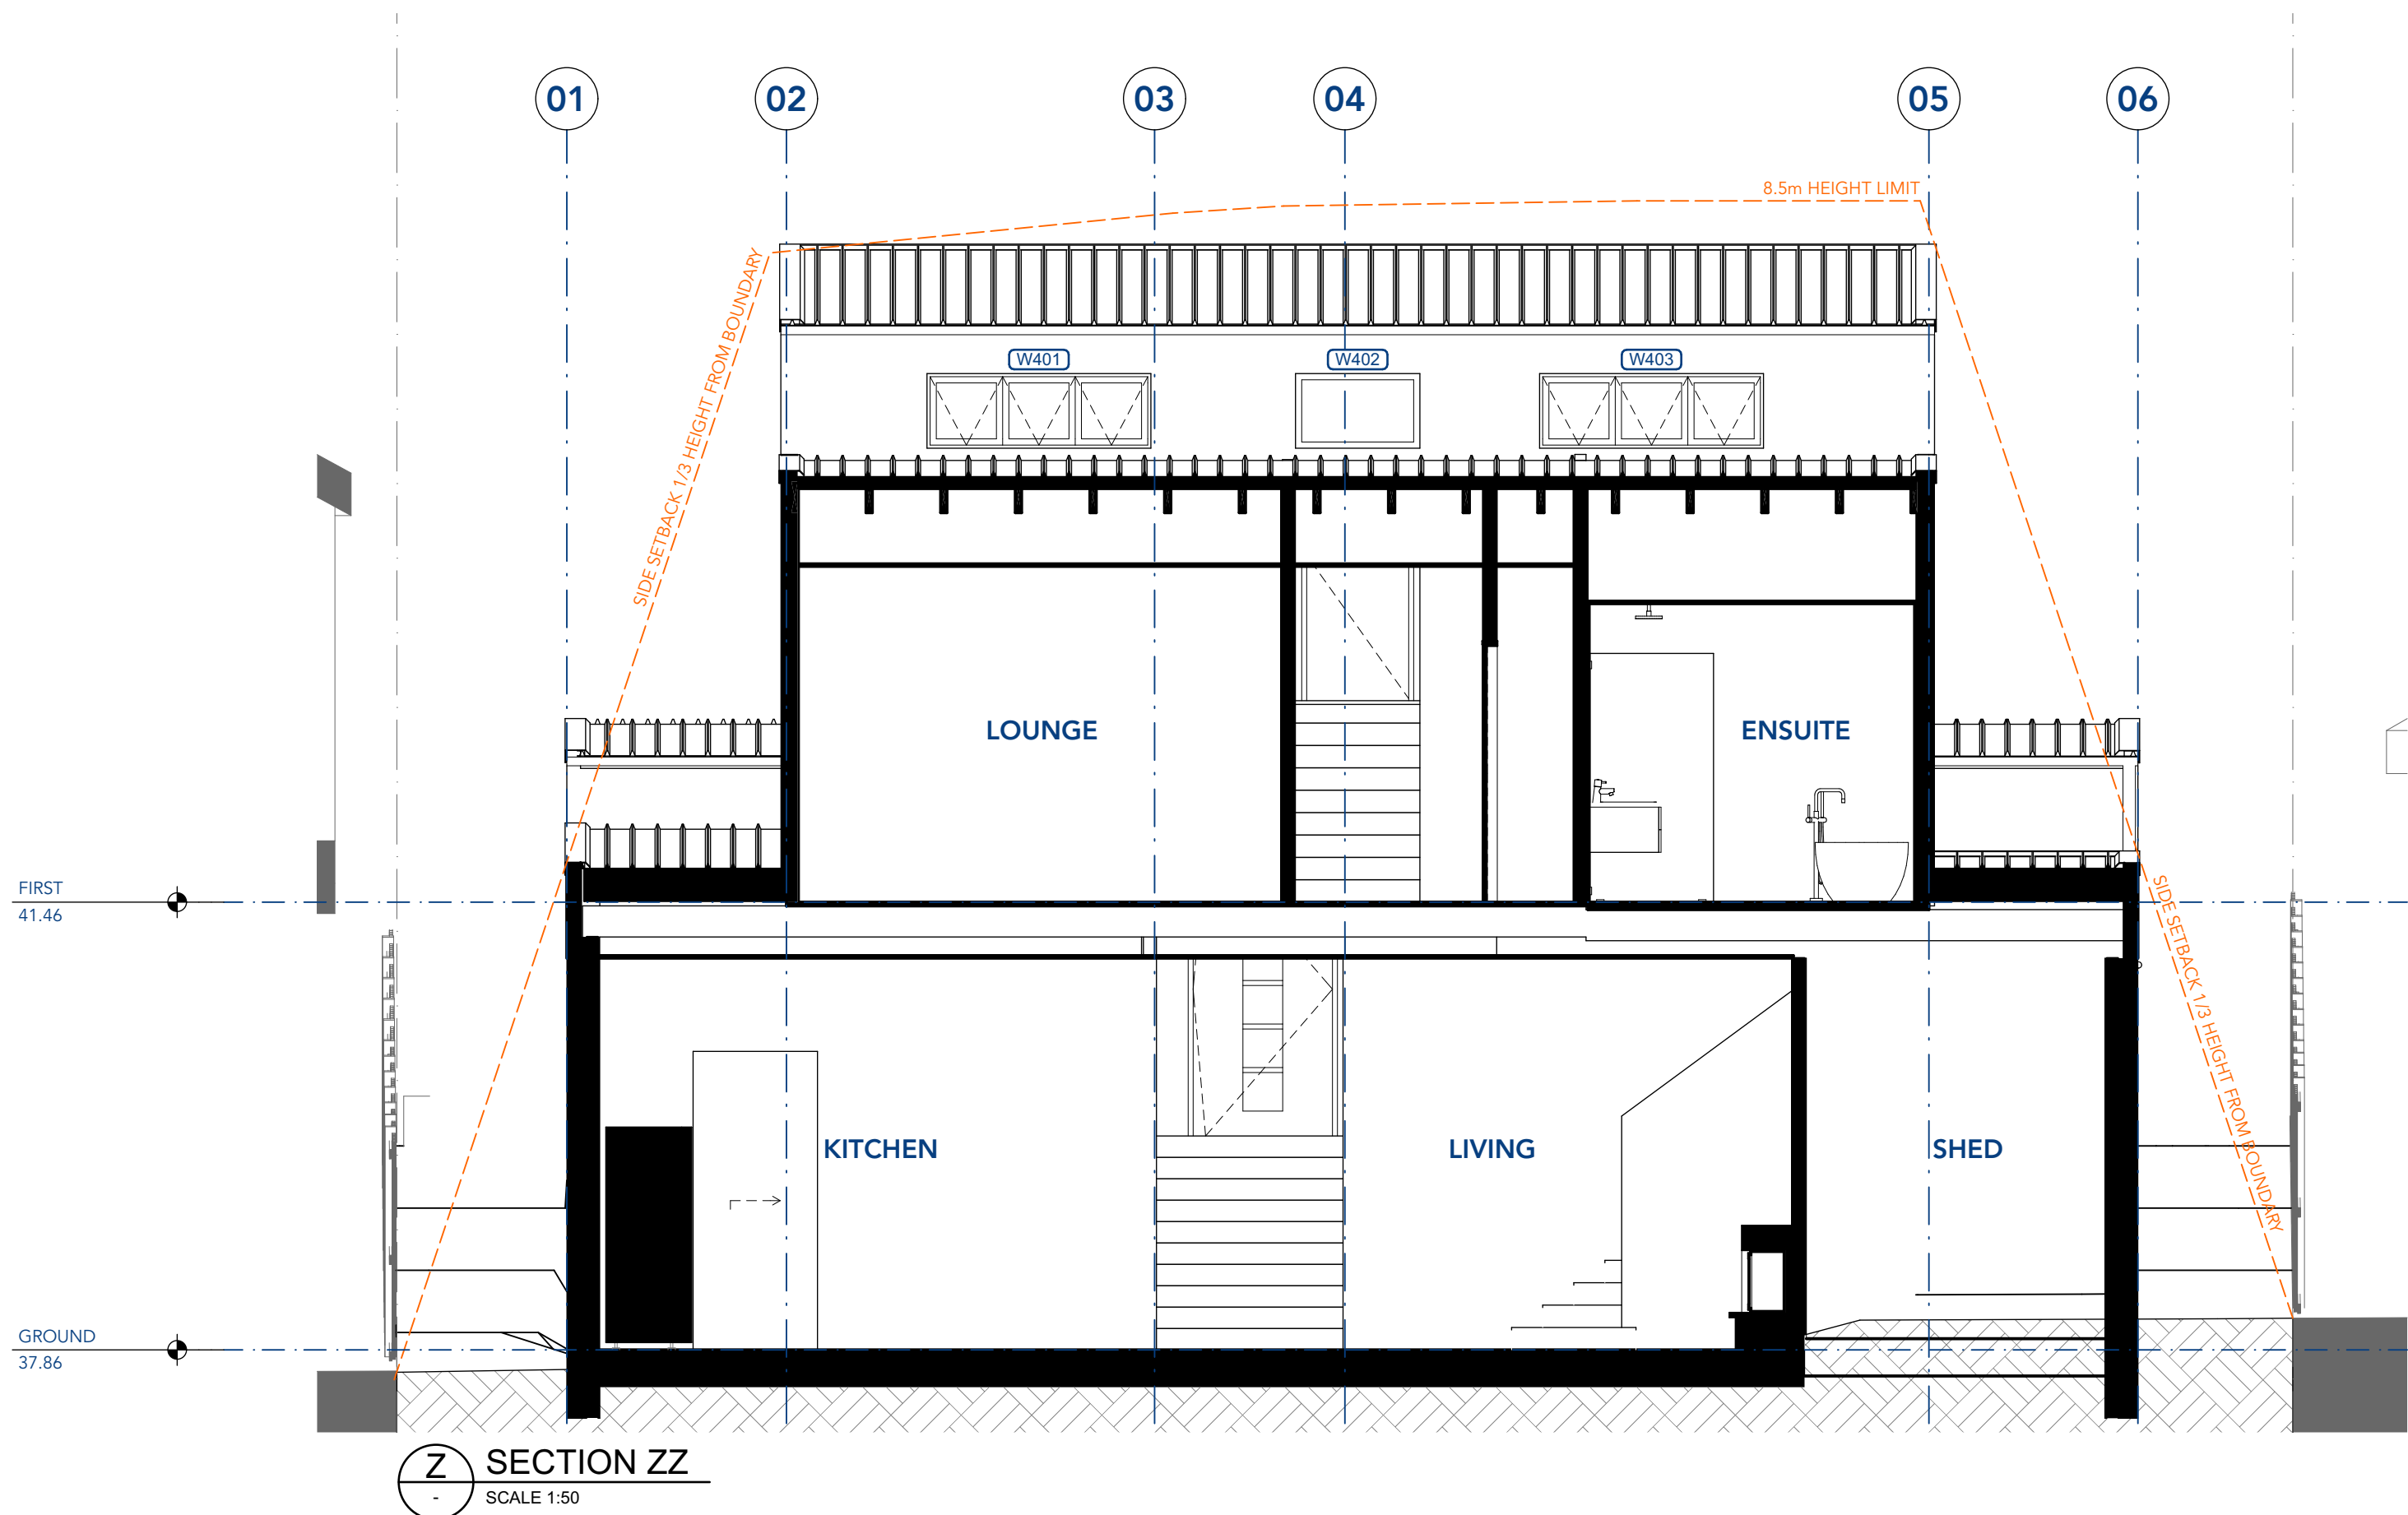 01 02 03 04 05 06
8.5m HEIGHT LIMIT
SIDE SETBACK 1/3 HEIGHT FROM BOUNDARY
W401 W402 W403
LOUNGE
ENSUITE
FIRST
41.46
SIDE SETBACK 1/3 HEIGHT FROM BOUNDARY
KITCHEN
LIVING
SHED
GROUND
37.86
Z
-
SECTION ZZ
SCALE 1:50